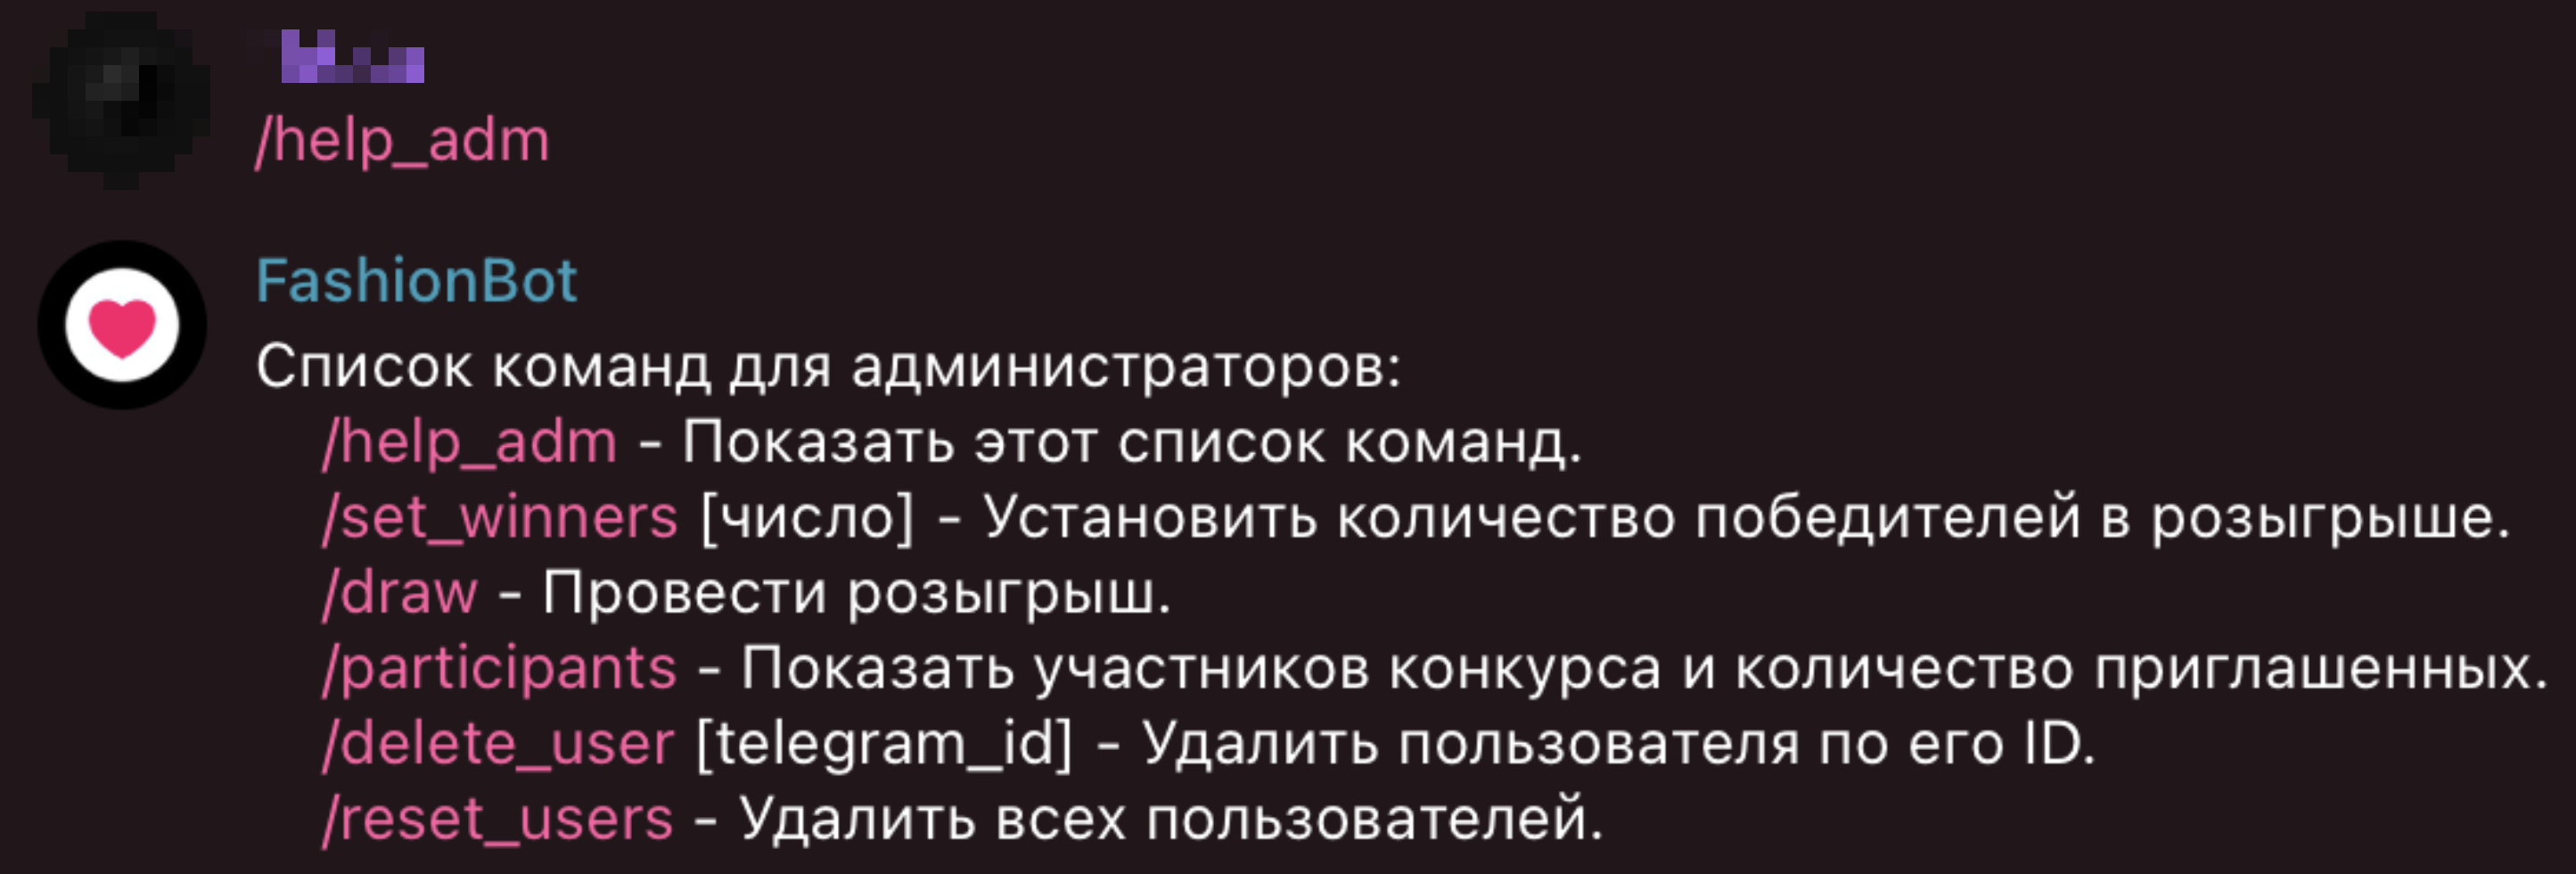 /help_adm
FashionBot
Список команд для администраторов:
/help_adm - Показать этот список команд.
/set_winners [число] - Установить количество победителей в розыгрыше.
/draw - Провести розыгрыш.
/participants - Показать участников конкурса и количество приглашенных.
/delete_user [telegram_id] - Удалить пользователя по его ID.
/reset_users - Удалить всех пользователей.